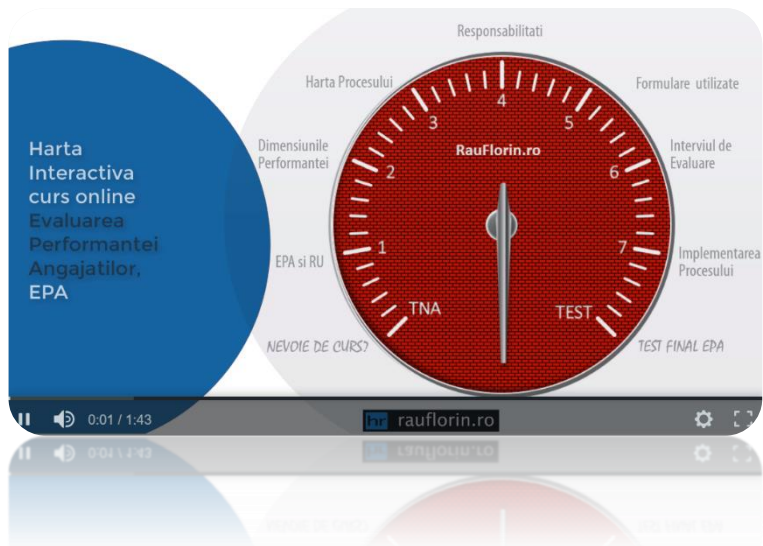 Harta
Interactiva
curs online
Evaluarea
Performantei
Angajatilor,
EPA
Responsabilitati
Harta Procesului
Formulare utilizate
Dimensiunile
Performantei
Interviul de
Evaluare
EPA si RU
Implementarea
Procesului
NEVOIE DE CURS?
TEST FINAL EPA
RauFlorin.ro
TNA
1
2
3
4
5
6
7
TEST
0:01 / 1:43
hr rauflorin.ro